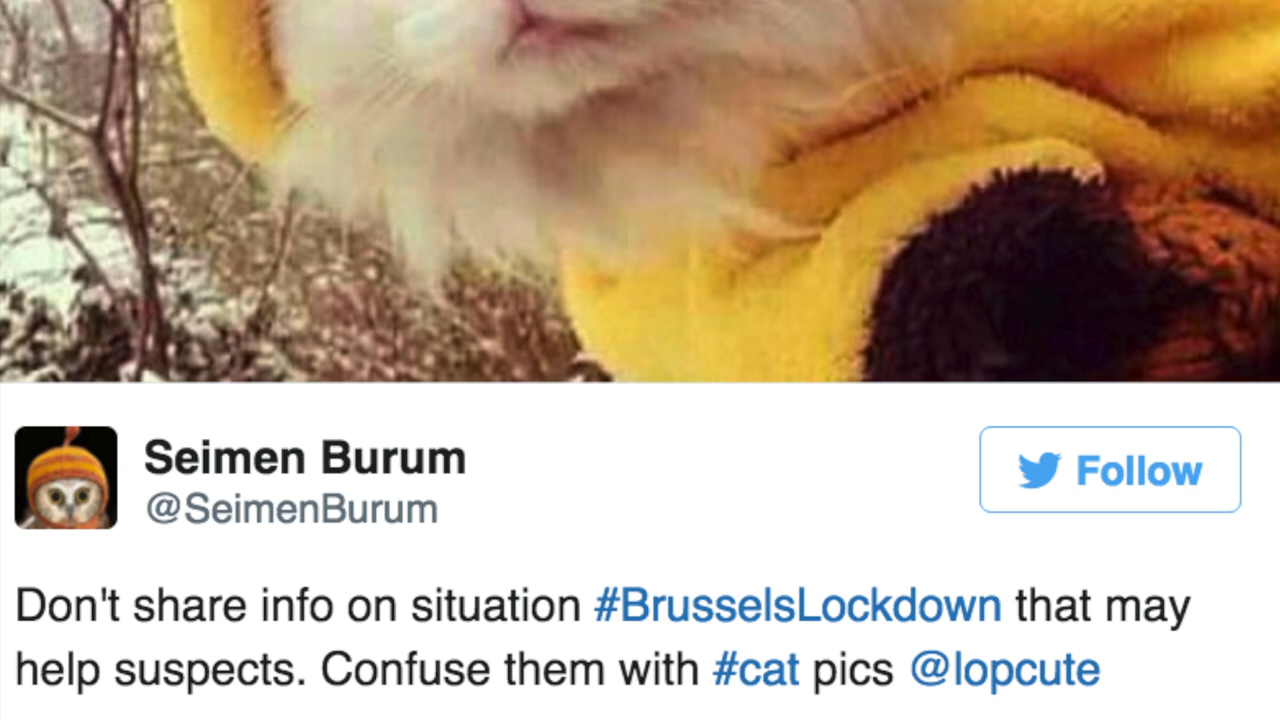 Seimen Burum
@SeimenBurum
Follow
Don't share info on situation #BrusselsLockdown that may
help suspects. Confuse them with #cat pics @lopcute